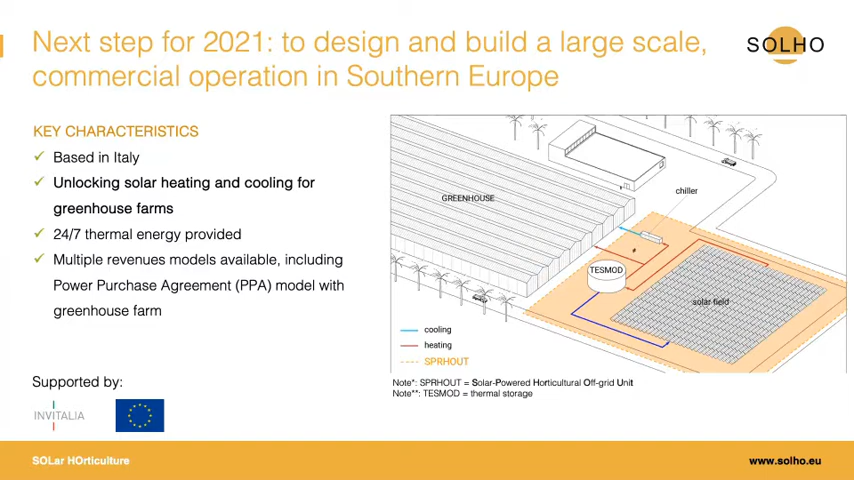 Next step for 2021: to design and build a large scale,
commercial operation in Southern Europe
SOLHO
KEY CHARACTERISTICS
✓ Based in Italy
✓ Unlocking solar heating and cooling for
greenhouse farms
✓ 24/7 thermal energy provided
✓ Multiple revenues models available, including
Power Purchase Agreement (PPA) model with
greenhouse farm
GREENHOUSE
chiller
TESMOD
solar field
cooling
heating
SPRHOUT
Note*: SPRHOUT = Solar-Powered Horticultural Off-grid Unit
Note**: TESMOD = thermal storage
Supported by:
INVITALIA
SOLar HOrticulture
www.solho.eu